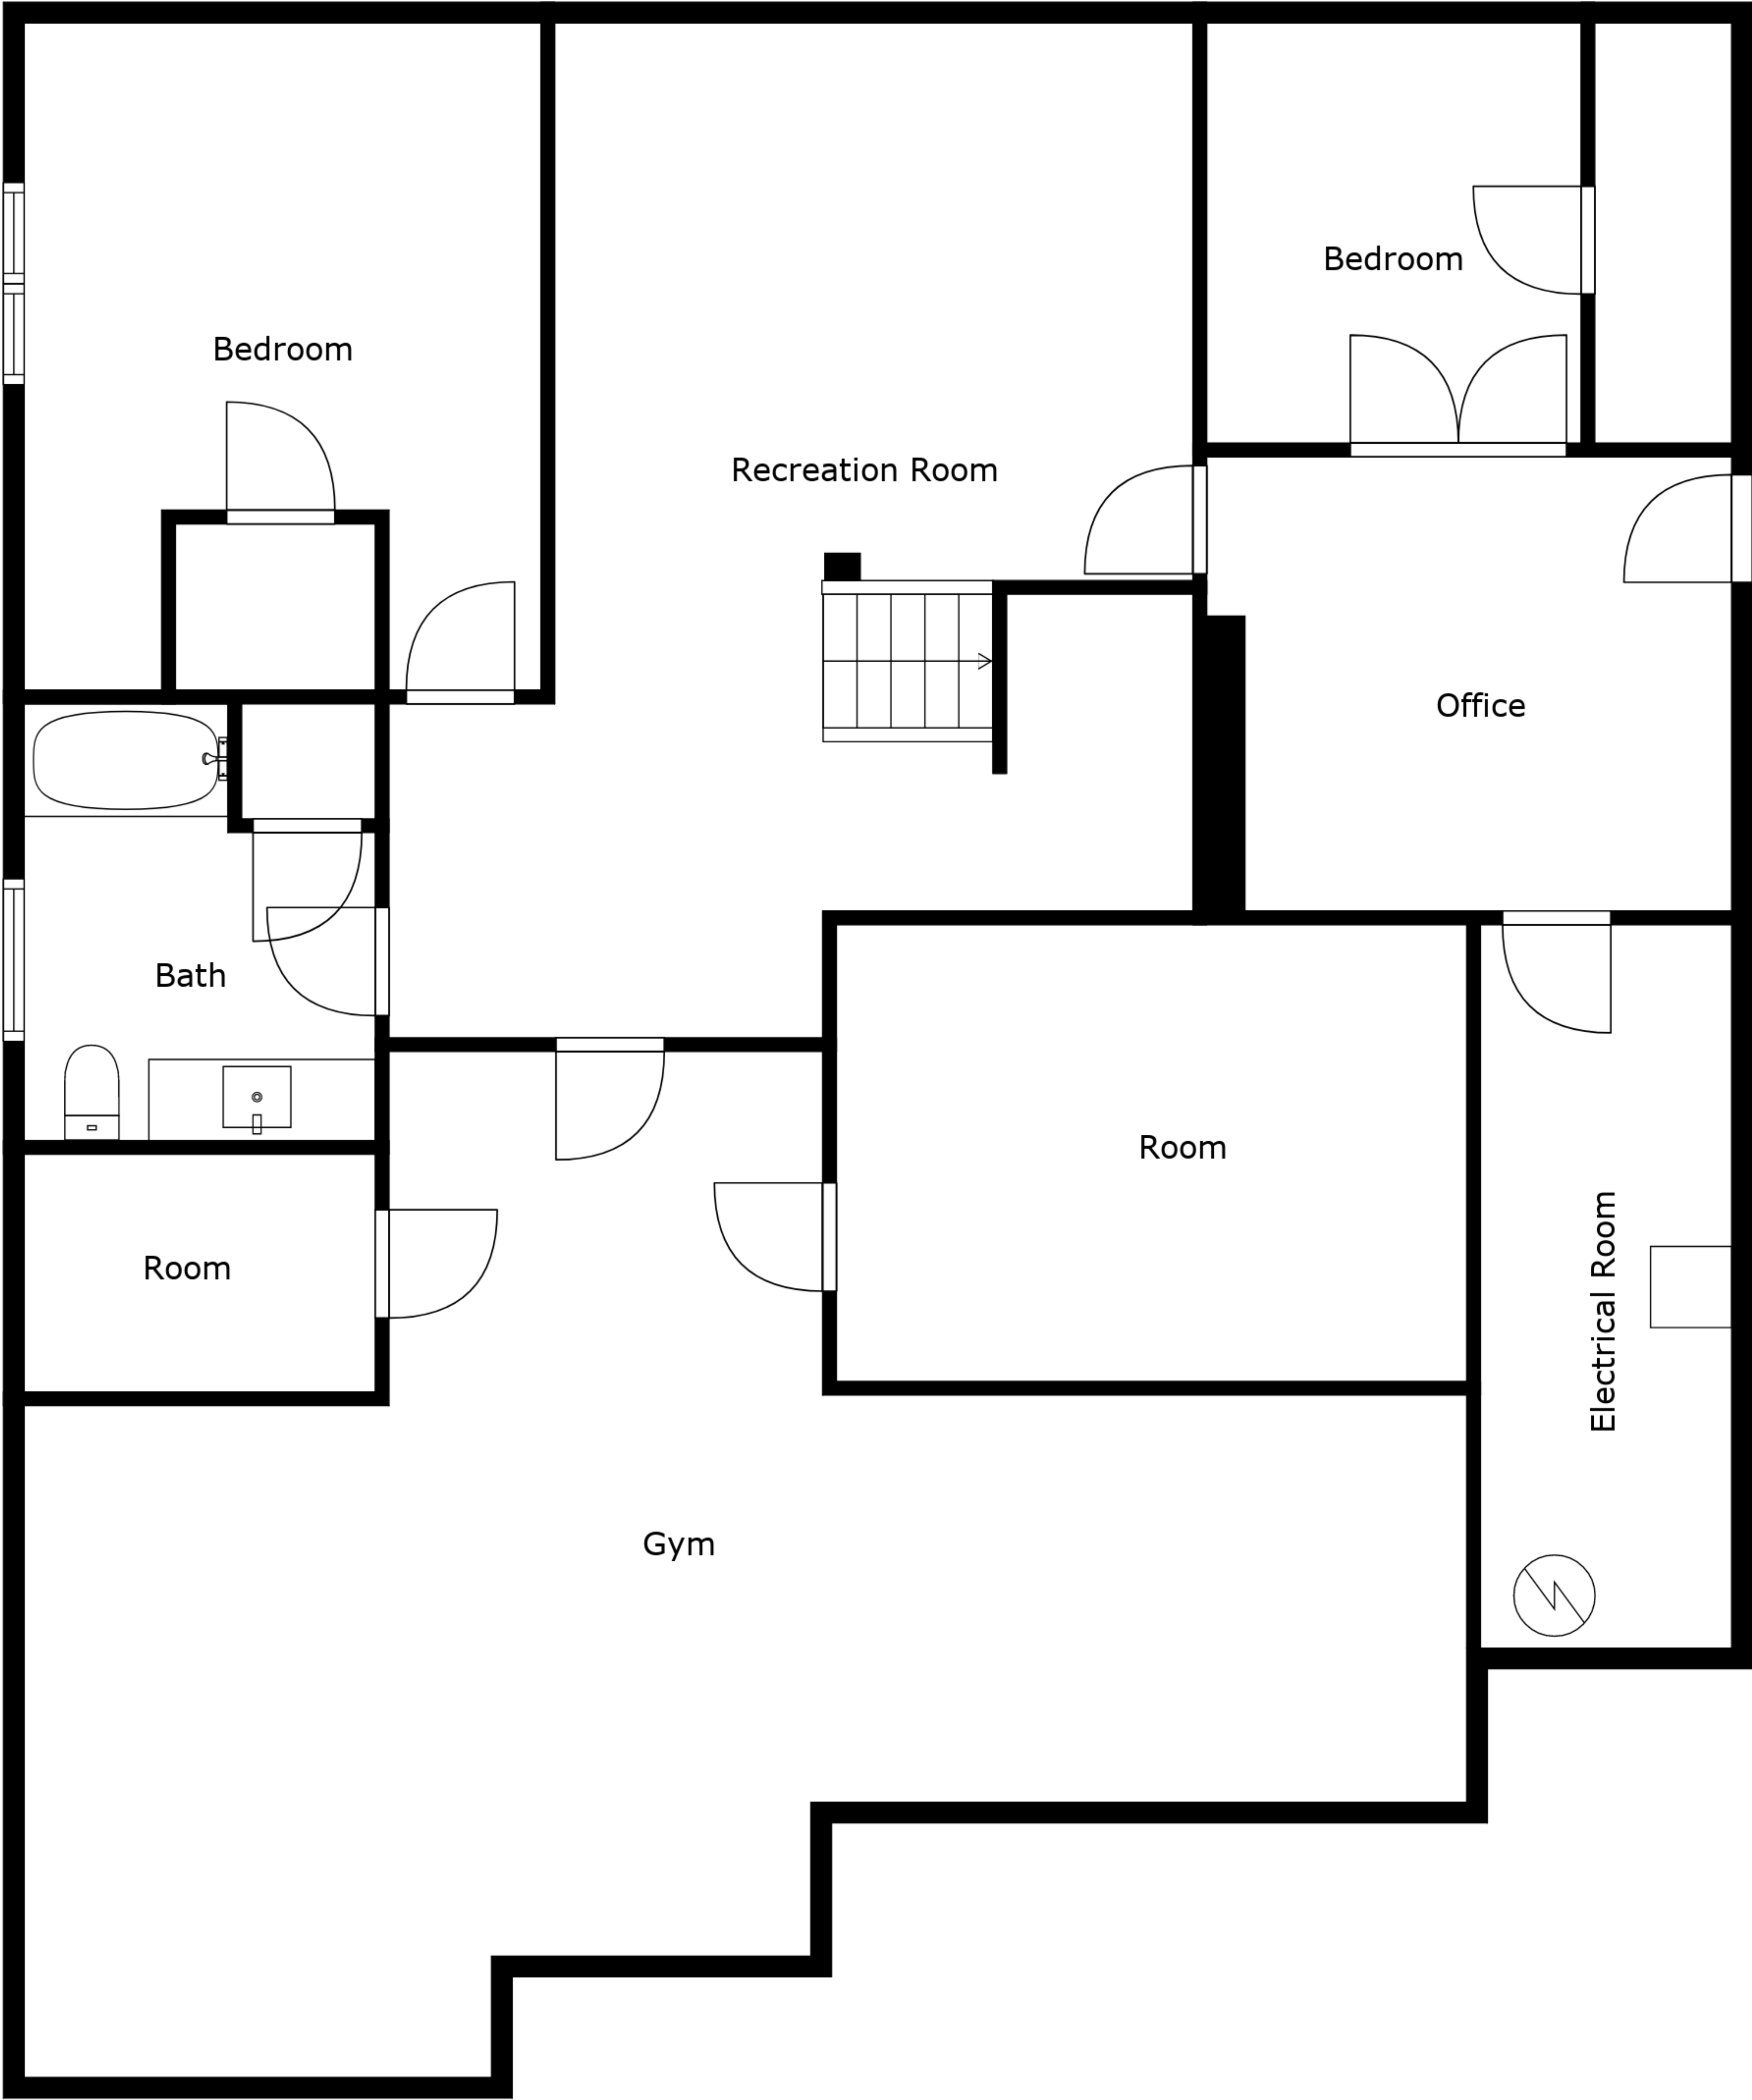 Bedroom
Bedroom
Recreation Room
Office
Bath
Room
Room
Electrical Room
Gym